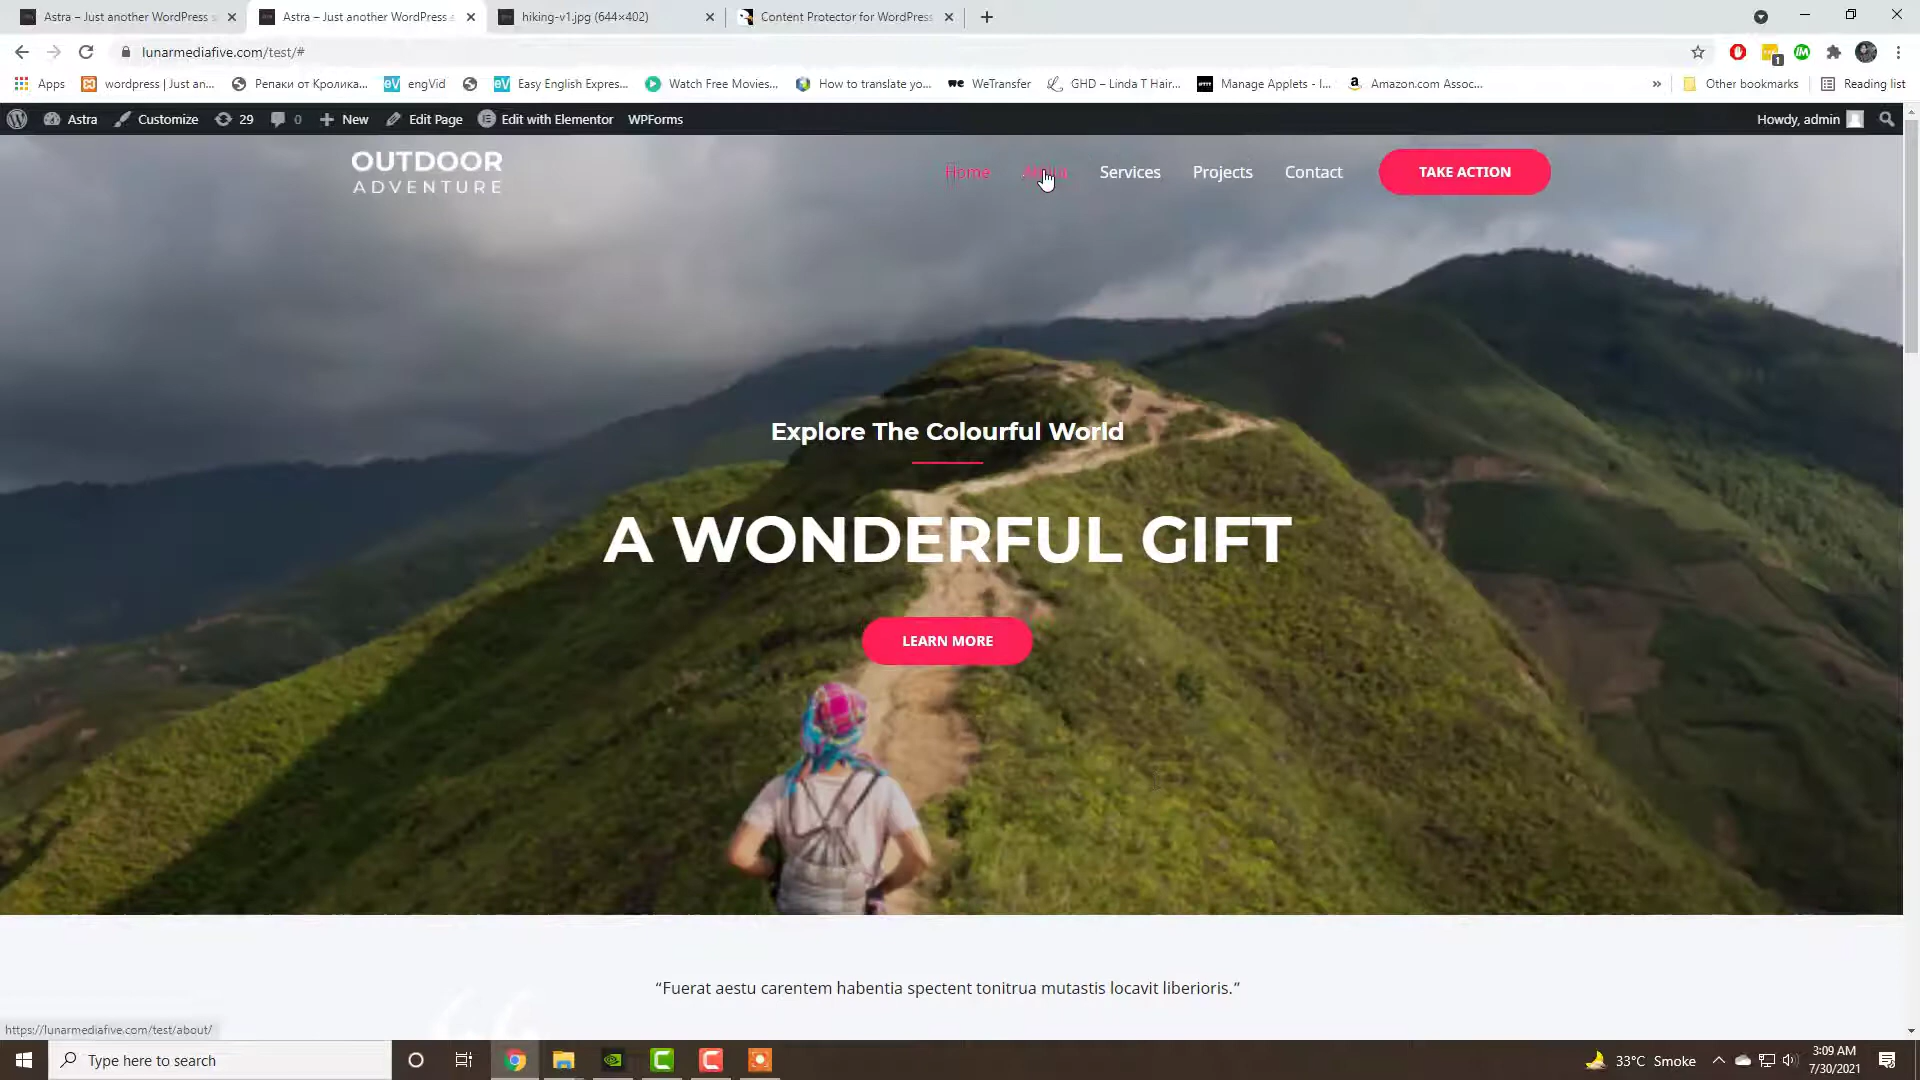 Astra – Just another WordPress s
Astra – Just another WordPress s
hiking-v1.jpg (644×402)
Content Protector for WordPress
lunarmediafive.com/test/#
1
Apps
wordpress | Just an...
Репаки от Кролика...
engVid
Easy English Expres...
Watch Free Movies...
How to translate yo...
WeTransfer
GHD – Linda T Hair...
Manage Applets - I...
Amazon.com Assoc...
»
Other bookmarks
Reading list
Astra
Customize
29
0
New
Edit Page
Edit with Elementor
WPForms
Howdy, admin
OUTDOOR
ADVENTURE
Home
About
Services
Projects
Contact
TAKE ACTION
Explore The Colourful World
A WONDERFUL GIFT
LEARN MORE
“Fuerat aestu carentem habentia spectent tonitrua mutastis locavit liberioris.”
https://lunarmediafive.com/test/about/
Type here to search
33°C Smoke
3:09 AM
7/30/2021